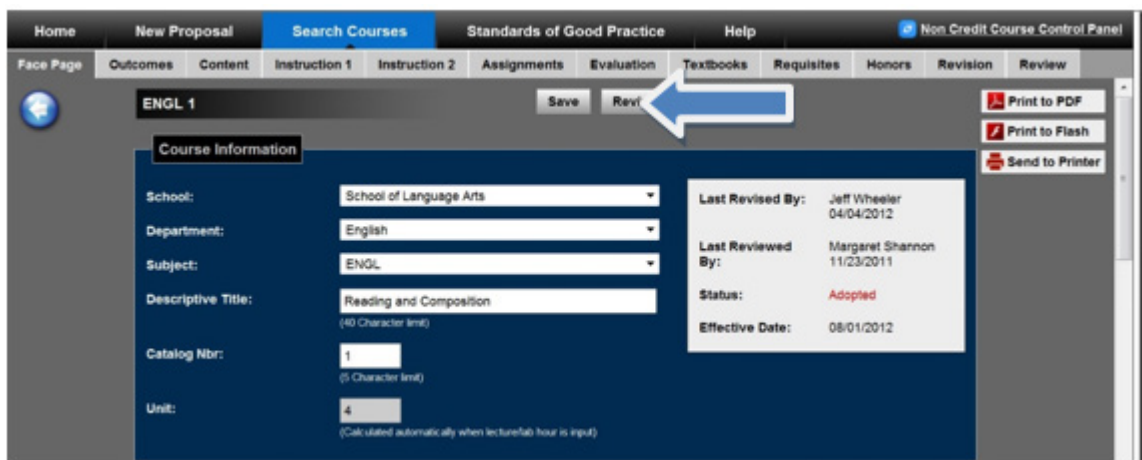 Home New Proposal Search Courses Standards of Good Practice Help Non Credit Course Control Panel
Face Page Outcomes Content Instruction 1 Instruction 2 Assignments Evaluation Textbooks Requisites Honors Revision Review
ENGL 1 Save Print to PDF
Print to Flash
Course Information Send to Printer
School: School of Language Arts Last Revised By: Jeff Wheeler
04/04/2012
Department: English
Last Reviewed By: Margaret Shannon
11/23/2011
Subject: ENGL
Descriptive Title: Reading and Composition Status: Adopted
(40 Character limit)
Effective Date: 08/01/2012
Catalog Nbr: 1
(5 Character limit)
Unit: 4
(Calculated automatically when lecture/lab hour is input)